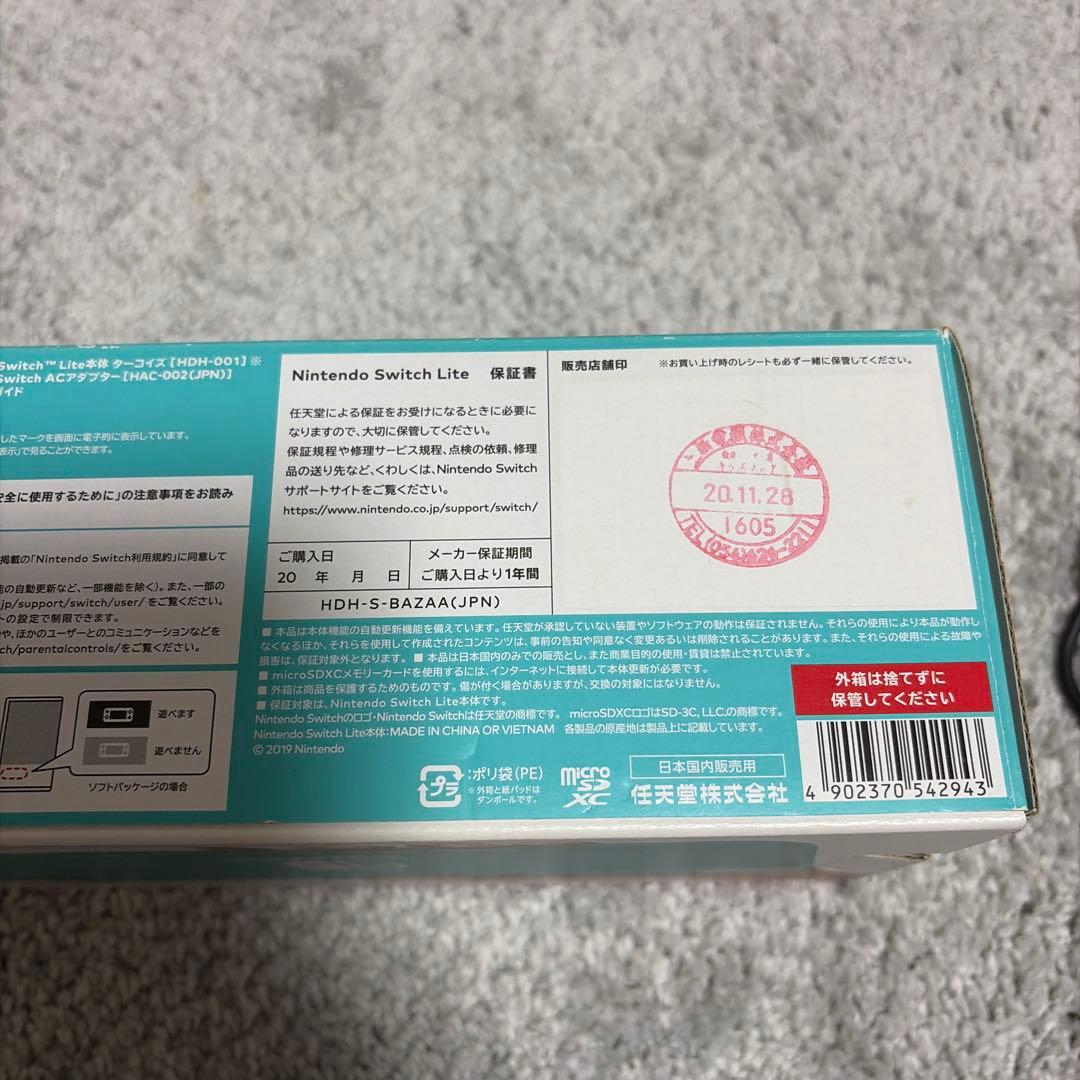 Switch™ Lite本体 ターコイズ [HDH-001] ※
Switch ACアダプター [HAC-002(JPN)]
ガイド
したマークを画面に電子的に表示しています。
表示」で見ることができます。
安全に使用するために」の注意事項をお読み
掲載の「Nintendo Switch利用規約」に同意して
能の自動更新など、一部機能を除く)。また、一部の
.jp/support/switch/user/ をご覧ください。
トの設定で制限できます。
や、ほかのユーザーとのコミュニケーションなどを
ch/parentalcontrols/をご覧ください。
遊べます
遊べません
ソフトパッケージの場合
Nintendo Switch Lite 保証書
任天堂による保証をお受けになるときに必要に
なりますので、大切に保管してください。
保証規程や修理サービス規程、点検の依頼、修理
品の送り先など、くわしくは、Nintendo Switch
サポートサイトをご覧ください。
https://www.nintendo.co.jp/support/switch/
ご購入日
20 年 月 日
メーカー保証期間
ご購入日より1年間
HDH-S-BAZAA(JPN)
販売店舗印 ※お買い上げ時のレシートも必ず一緒に保管してください。
20.11.28
1605
TEL(054)626-2211
■ 本品は本体機能の自動更新機能を備えています。任天堂が承認していない装置やソフトウェアの動作は保証されません。それらの使用により本品が動作し
なくなるほか、それらを使用して作成されたコンテンツは、事前の告知や同意なく変更あるいは削除されることがあります。また、それらの使用による故障や
損害は、保証対象外となります。 ■ 本品は日本国内のみでの販売とし、また商業目的の使用・賃貸は禁止されています。
■ microSDXCメモリーカードを使用するには、インターネットに接続して本体更新が必要です。
■ 外箱は商品を保護するためのものです。傷が付く場合がありますが、交換の対象にはなりません。
■ 保証対象は、Nintendo Switch Lite本体です。
Nintendo Switchのロゴ・Nintendo Switchは任天堂の商標です。 microSDXCロゴはSD-3C, LLC.の商標です。
Nintendo Switch Lite本体:MADE IN CHINA OR VIETNAM 各製品の原産地は製品上に記載しています。
© 2019 Nintendo
外箱は捨てずに
保管してください
プラ :ポリ袋(PE)
※外箱と紙パッドは
ダンボールです。
micro SD XC
日本国内販売用
任天堂株式会社
4 902370 542943